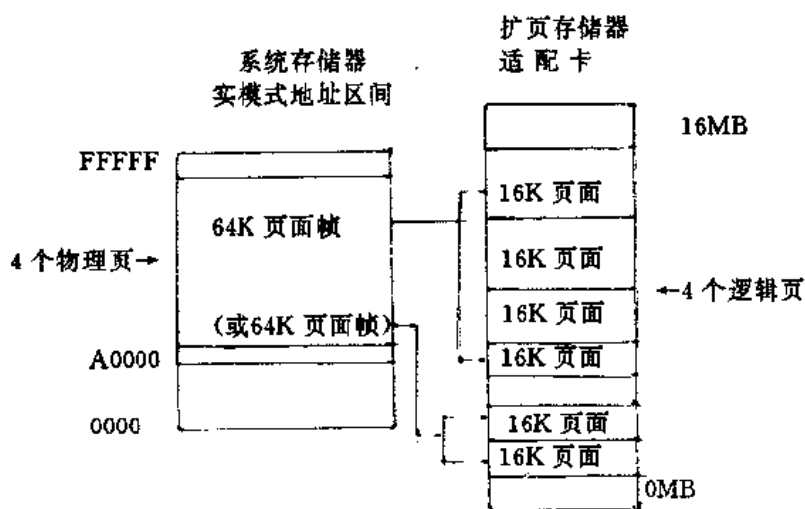 扩页存储器
适 配 卡
系统存储器
实模式地址区间
16MB
FFFFF
16K 页面
64K 页面帧
4 个物理页→
16K 页面
←4 个逻辑页
16K 页面
(或64K 页面帧)
A0000
16K 页面
0000
16K 页面
16K 页面
0MB